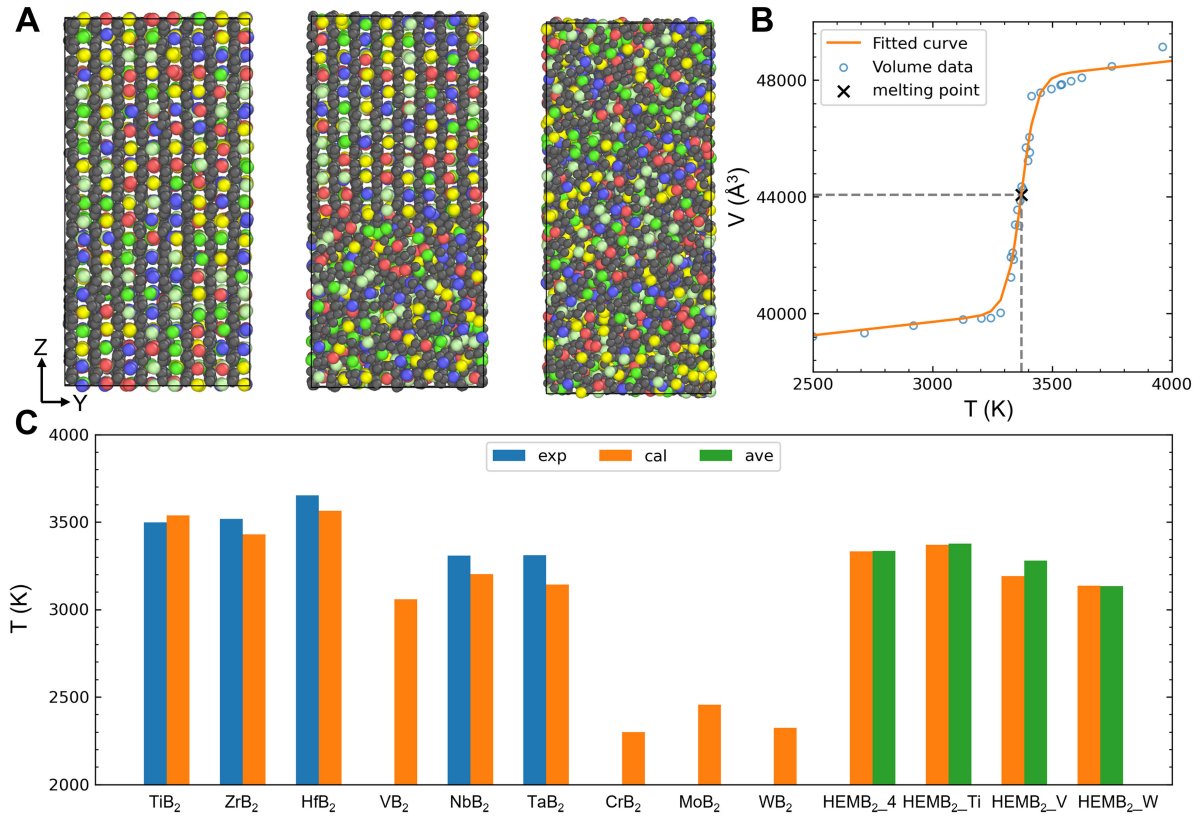 A
Z
Y
B
Fitted curve
Volume data
melting point
V (Å³)
48000
44000
40000
2500 3000 3500 4000
T (K)
C
exp cal ave
T (K)
4000
3500
3000
2500
2000
TiB₂ ZrB₂ HfB₂ VB₂ NbB₂ TaB₂ CrB₂ MoB₂ WB₂ HEMB₂_4 HEMB₂_Ti HEMB₂_V HEMB₂_W